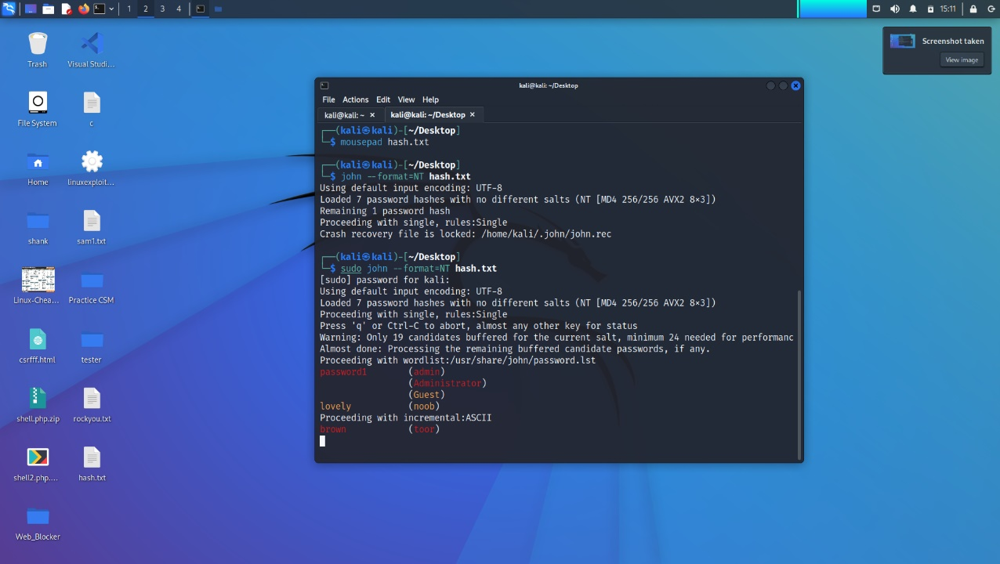 1 2 3 4
15:11
Trash
Visual Studi...
Screenshot taken
View image
File System
c
Home
linuxexploit...
shank
sam1.txt
Linux-Chea...
Practice CSM
csrfff.html
tester
shell.php.zip
rockyou.txt
shell2.php....
hash.txt
Web_Blocker
kali@kali: ~/Desktop
File Actions Edit View Help
kali@kali: ~ × kali@kali: ~/Desktop ×
┌──(kali㉿kali)-[~/Desktop]
└─$ mousepad hash.txt
┌──(kali㉿kali)-[~/Desktop]
└─$ john --format=NT hash.txt
Using default input encoding: UTF-8
Loaded 7 password hashes with no different salts (NT [MD4 256/256 AVX2 8×3])
Remaining 1 password hash
Proceeding with single, rules:Single
Crash recovery file is locked: /home/kali/.john/john.rec
┌──(kali㉿kali)-[~/Desktop]
└─$ sudo john --format=NT hash.txt
[sudo] password for kali:
Using default input encoding: UTF-8
Loaded 7 password hashes with no different salts (NT [MD4 256/256 AVX2 8×3])
Proceeding with single, rules:Single
Press 'q' or Ctrl-C to abort, almost any other key for status
Warning: Only 19 candidates buffered for the current salt, minimum 24 needed for performanc
Almost done: Processing the remaining buffered candidate passwords, if any.
Proceeding with wordlist:/usr/share/john/password.lst
password1 (admin)
(Administrator)
(Guest)
lovely (noob)
Proceeding with incremental:ASCII
brown (toor)